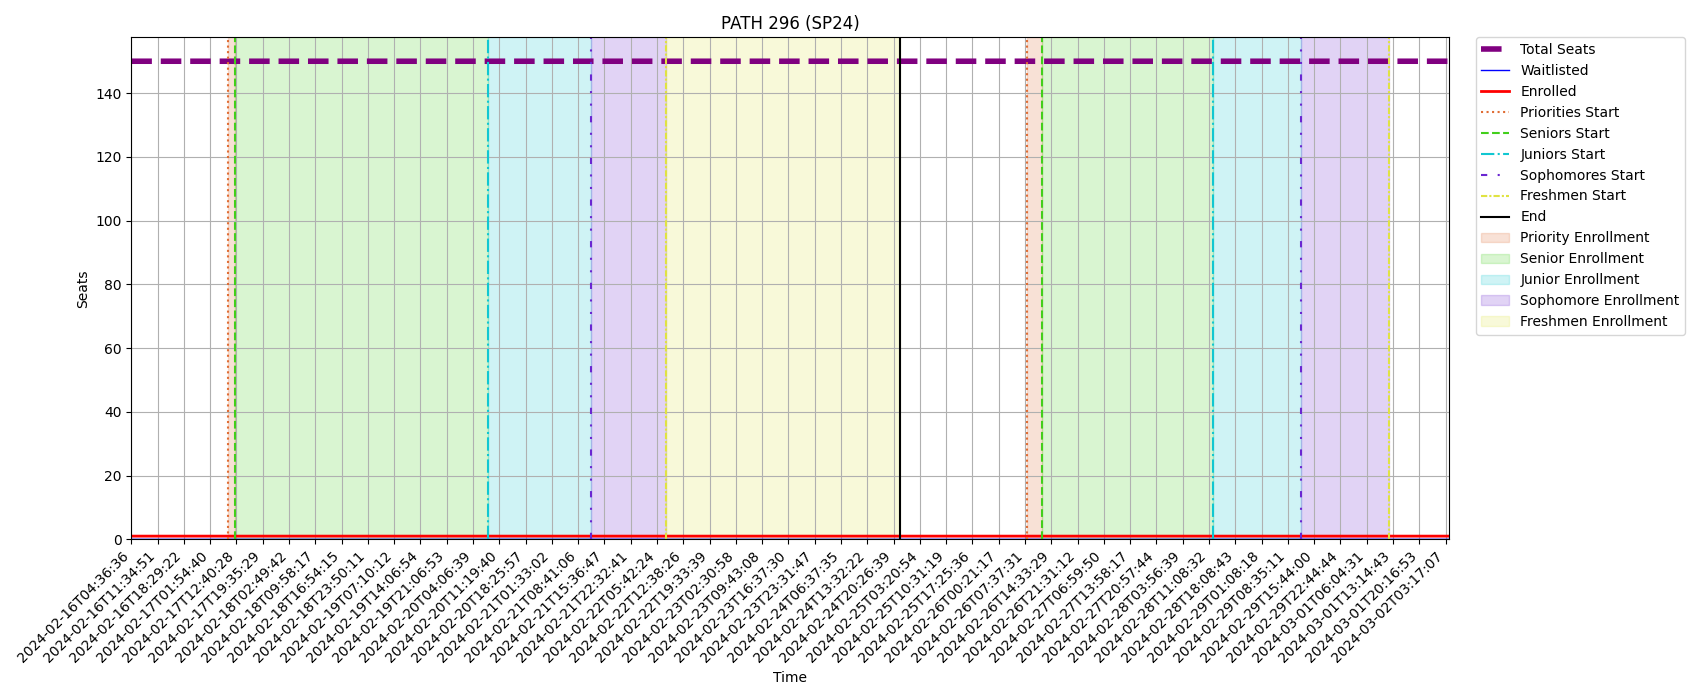 PATH 296 (SP24)
Seats
140
120
100
80
60
40
20
0
2024-02-16T04:36:36
2024-02-16T11:34:51
2024-02-16T18:29:22
2024-02-17T01:54:40
2024-02-17T12:40:28
2024-02-17T19:35:29
2024-02-18T02:49:42
2024-02-18T09:58:17
2024-02-18T16:54:15
2024-02-18T23:50:11
2024-02-19T07:10:12
2024-02-19T14:06:54
2024-02-19T21:06:53
2024-02-20T04:06:39
2024-02-20T11:19:40
2024-02-20T18:25:57
2024-02-21T01:33:02
2024-02-21T08:41:06
2024-02-21T15:36:47
2024-02-21T22:32:41
2024-02-22T05:42:24
2024-02-22T12:38:26
2024-02-22T19:33:39
2024-02-23T02:30:58
2024-02-23T09:43:08
2024-02-23T16:37:30
2024-02-23T23:31:47
2024-02-24T06:37:35
2024-02-24T13:32:22
2024-02-24T20:26:39
2024-02-25T03:20:54
2024-02-25T10:31:19
2024-02-25T17:25:36
2024-02-26T00:21:17
2024-02-26T07:37:31
2024-02-26T14:33:29
2024-02-26T21:31:12
2024-02-27T06:59:50
2024-02-27T13:58:17
2024-02-27T20:57:44
2024-02-28T03:56:39
2024-02-28T11:08:32
2024-02-28T18:08:43
2024-02-29T01:08:18
2024-02-29T08:35:11
2024-02-29T15:44:00
2024-02-29T22:44:44
2024-03-01T06:04:31
2024-03-01T13:14:43
2024-03-01T20:16:53
2024-03-02T03:17:07
Time
Total Seats
Waitlisted
Enrolled
Priorities Start
Seniors Start
Juniors Start
Sophomores Start
Freshmen Start
End
Priority Enrollment
Senior Enrollment
Junior Enrollment
Sophomore Enrollment
Freshmen Enrollment